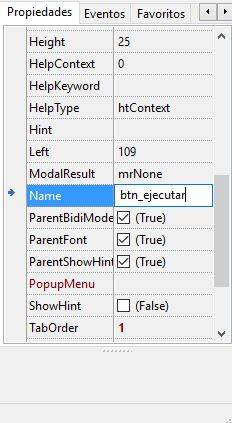 Propiedades Eventos Favoritos
Height 25
HelpContext 0
HelpKeyword
HelpType htContext
Hint
Left 109
ModalResult mrNone
Name btn_ejecutar
ParentBidiMode (True)
ParentFont (True)
ParentShowHint (True)
PopupMenu
ShowHint (False)
TabOrder 1